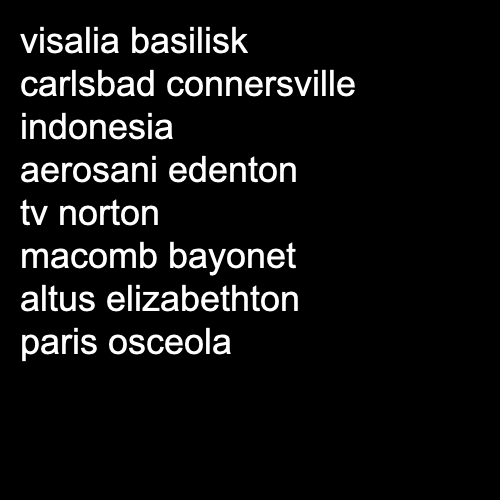 visalia basilisk
carlsbad connersville
indonesia
aerosani edenton
tv norton
macomb bayonet
altus elizabethton
paris osceola